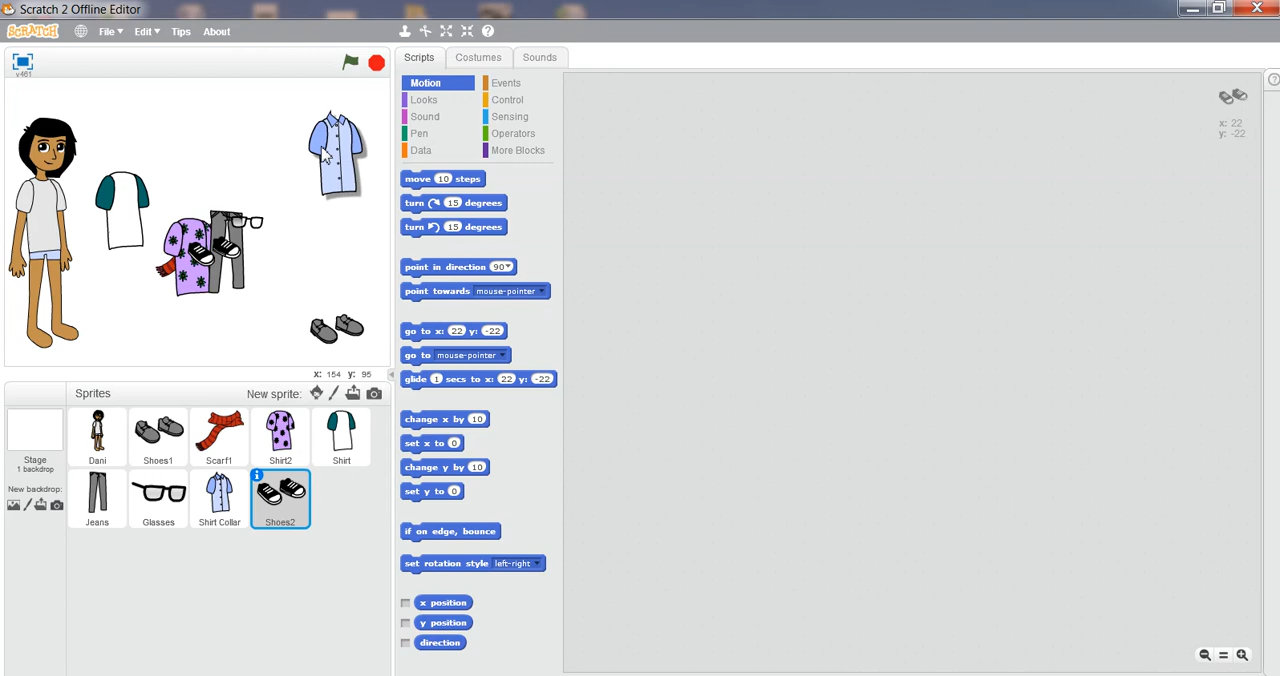 Scratch 2 Offline Editor
SCRATCH File▼ Edit▼ Tips About
v461
Scripts Costumes Sounds
Motion Events
Looks Control
Sound Sensing
Pen Operators
Data More Blocks
x: 22
y: -22
move 10 steps
turn 15 degrees
turn 15 degrees
point in direction 90▼
point towards mouse-pointer
go to x: 22 y: -22
go to mouse-pointer
glide 1 secs to x: 22 y: -22
change x by 10
set x to 0
change y by 10
set y to 0
if on edge, bounce
set rotation style left-right
x position
y position
direction
x: 154 y: 95
Sprites New sprite:
Stage
1 backdrop
New backdrop:
Dani Shoes1 Scarf1 Shirt2 Shirt
Jeans Glasses Shirt Collar Shoes2